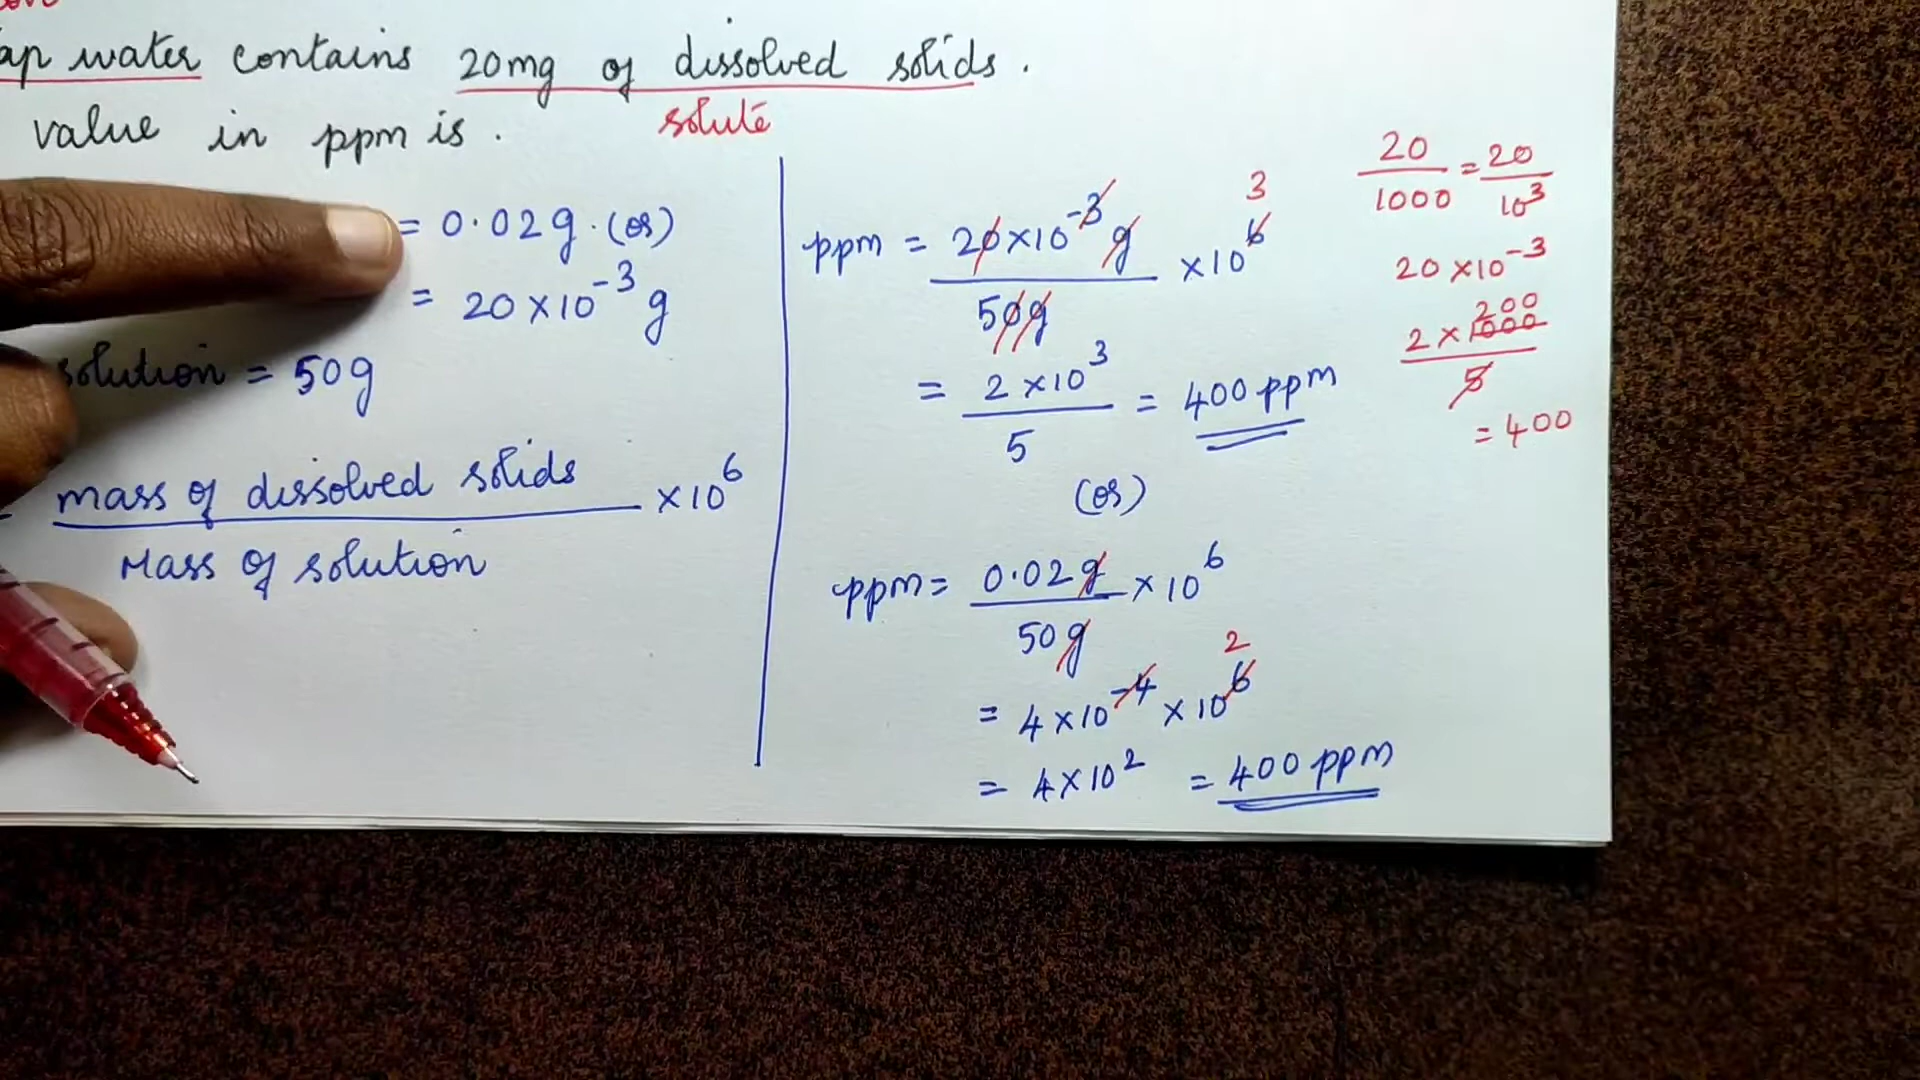 water contains 20mg of dissolved solids.
value in ppm is.
solute
= 0.02g. (or)
= 20 × 10⁻³ g
solution = 50g
mass of dissolved solids × 10⁶
Mass of solution
ppm = 20 × 10⁻³ g × 10⁶
3
50g
= 2 × 10³ = 400 ppm
5
(or)
ppm = 0.02g × 10⁶
50g
2
= 4 × 10⁻⁴ × 10⁶
= 4 × 10² = 400 ppm
20 = 20
1000 10³
20 × 10⁻³
200
2 × 1000
5
= 400